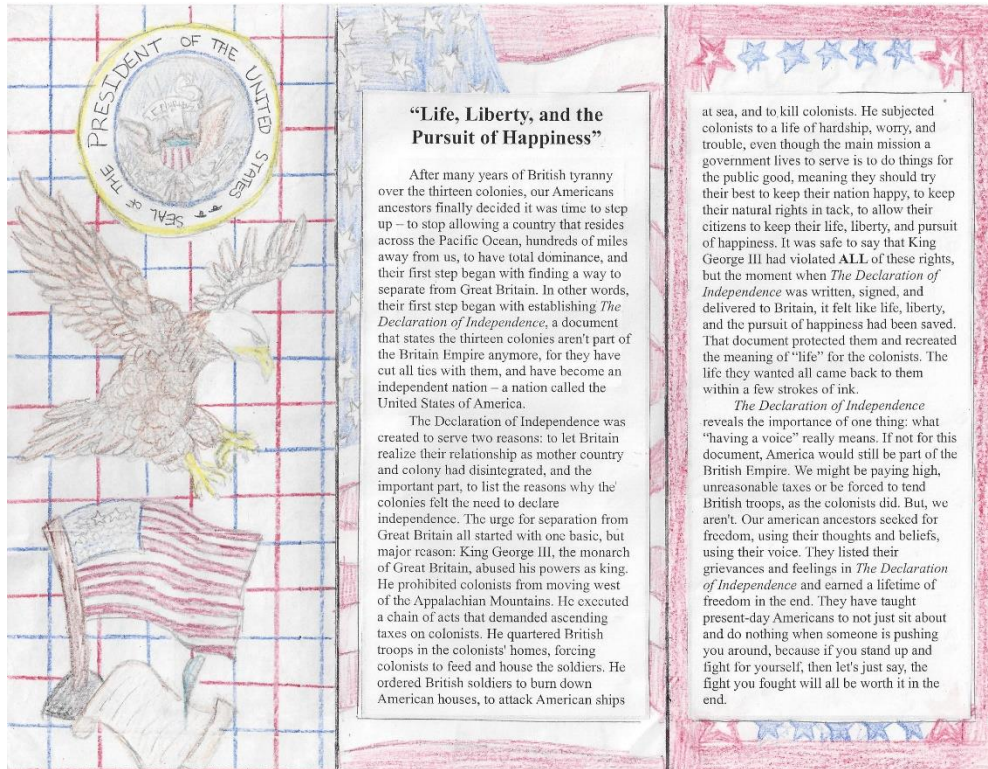 SEAL OF THE PRESIDENT OF THE UNITED STATES
“Life, Liberty, and the
Pursuit of Happiness”
After many years of British tyranny
over the thirteen colonies, our Americans
ancestors finally decided it was time to step
up – to stop allowing a country that resides
across the Pacific Ocean, hundreds of miles
away from us, to have total dominance, and
their first step began with finding a way to
separate from Great Britain. In other words,
their first step began with establishing The
Declaration of Independence, a document
that states the thirteen colonies aren't part of
the Britain Empire anymore, for they have
cut all ties with them, and have become an
independent nation – a nation called the
United States of America.
The Declaration of Independence was
created to serve two reasons: to let Britain
realize their relationship as mother country
and colony had disintegrated, and the
important part, to list the reasons why the
colonies felt the need to declare
independence. The urge for separation from
Great Britain all started with one basic, but
major reason: King George III, the monarch
of Great Britain, abused his powers as king.
He prohibited colonists from moving west
of the Appalachian Mountains. He executed
a chain of acts that demanded ascending
taxes on colonists. He quartered British
troops in the colonists' homes, forcing
colonists to feed and house the soldiers. He
ordered British soldiers to burn down
American houses, to attack American ships
at sea, and to kill colonists. He subjected
colonists to a life of hardship, worry, and
trouble, even though the main mission a
government lives to serve is to do things for
the public good, meaning they should try
their best to keep their nation happy, to keep
their natural rights in tack, to allow their
citizens to keep their life, liberty, and pursuit
of happiness. It was safe to say that King
George III had violated ALL of these rights,
but the moment when The Declaration of
Independence was written, signed, and
delivered to Britain, it felt like life, liberty,
and the pursuit of happiness had been saved.
That document protected them and recreated
the meaning of “life” for the colonists. The
life they wanted all came back to them
within a few strokes of ink.
The Declaration of Independence
reveals the importance of one thing: what
“having a voice” really means. If not for this
document, America would still be part of the
British Empire. We might be paying high,
unreasonable taxes or be forced to tend
British troops, as the colonists did. But, we
aren't. Our american ancestors seeked for
freedom, using their thoughts and beliefs,
using their voice. They listed their
grievances and feelings in The Declaration
of Independence and earned a lifetime of
freedom in the end. They have taught
present-day Americans to not just sit about
and do nothing when someone is pushing
you around, because if you stand up and
fight for yourself, then let's just say, the
fight you fought will all be worth it in the
end.